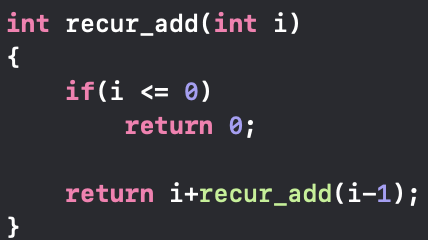 int recur_add(int i)
{
    if(i <= 0)
        return 0;

    return i+recur_add(i-1);
}